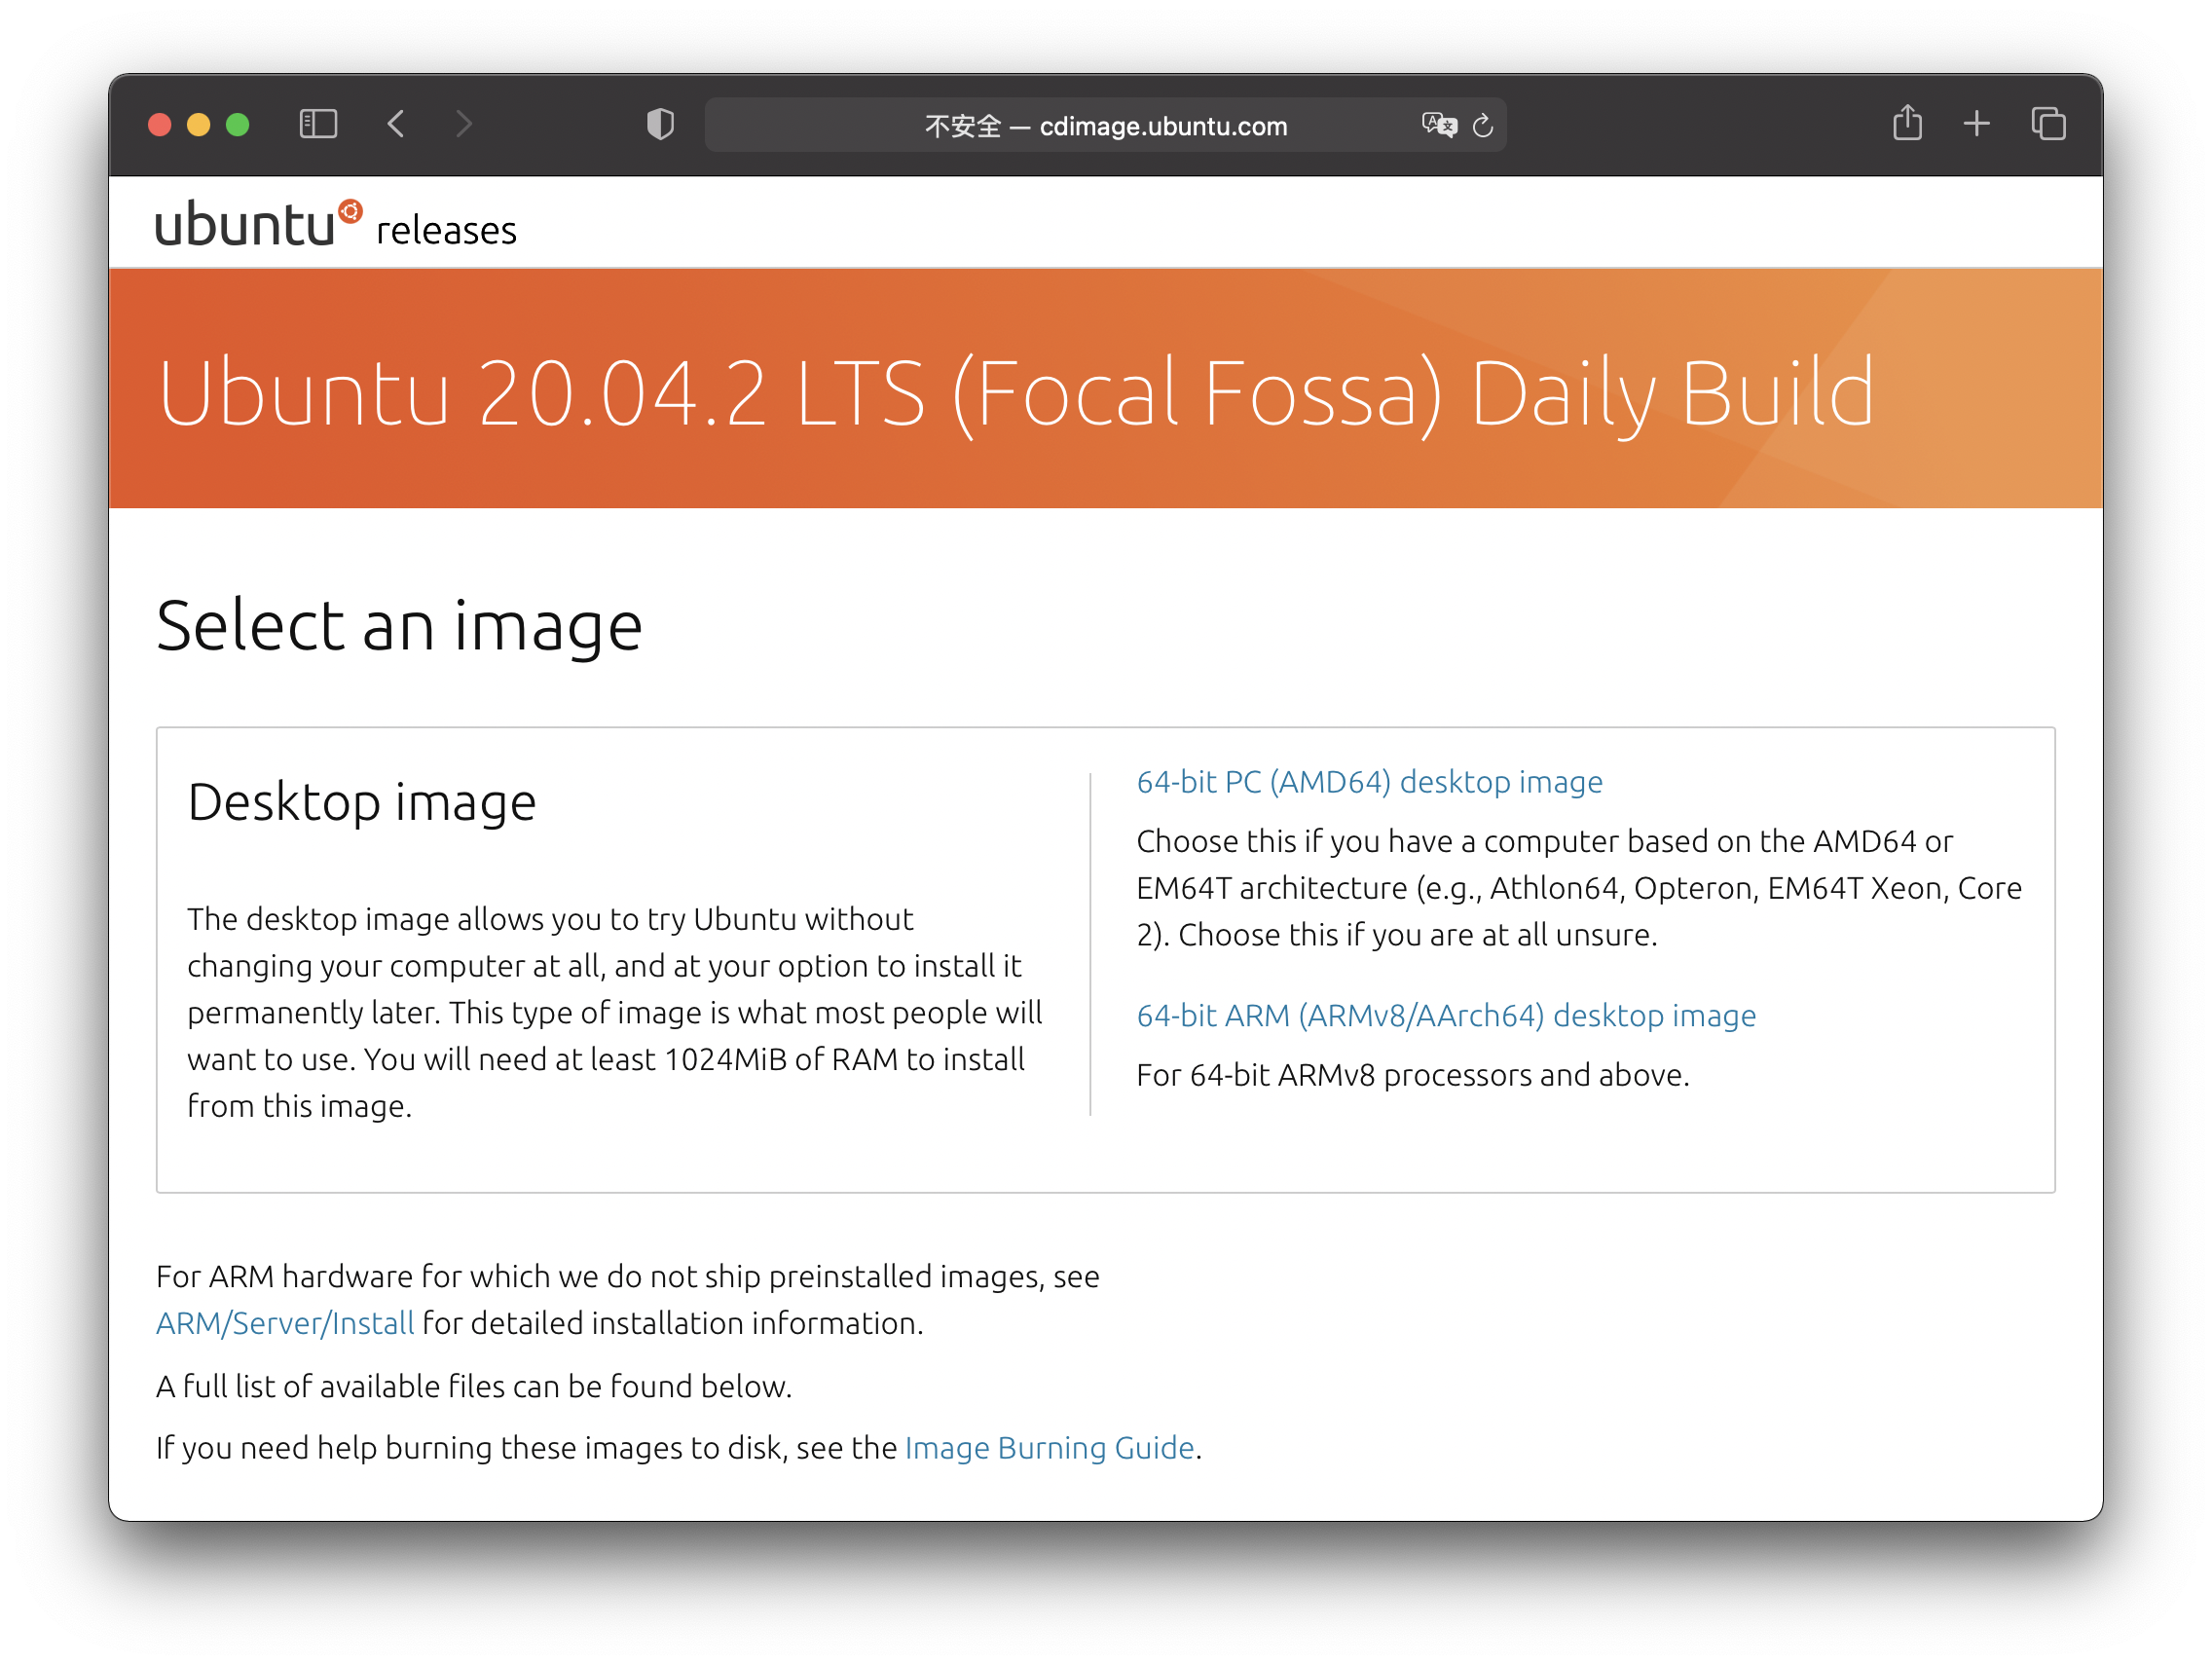 不安全 — cdimage.ubuntu.com
ubuntu releases
Ubuntu 20.04.2 LTS (Focal Fossa) Daily Build
Select an image
Desktop image
The desktop image allows you to try Ubuntu without
changing your computer at all, and at your option to install it
permanently later. This type of image is what most people will
want to use. You will need at least 1024MiB of RAM to install
from this image.
64-bit PC (AMD64) desktop image
Choose this if you have a computer based on the AMD64 or
EM64T architecture (e.g., Athlon64, Opteron, EM64T Xeon, Core
2). Choose this if you are at all unsure.
64-bit ARM (ARMv8/AArch64) desktop image
For 64-bit ARMv8 processors and above.
For ARM hardware for which we do not ship preinstalled images, see
ARM/Server/Install for detailed installation information.
A full list of available files can be found below.
If you need help burning these images to disk, see the Image Burning Guide.